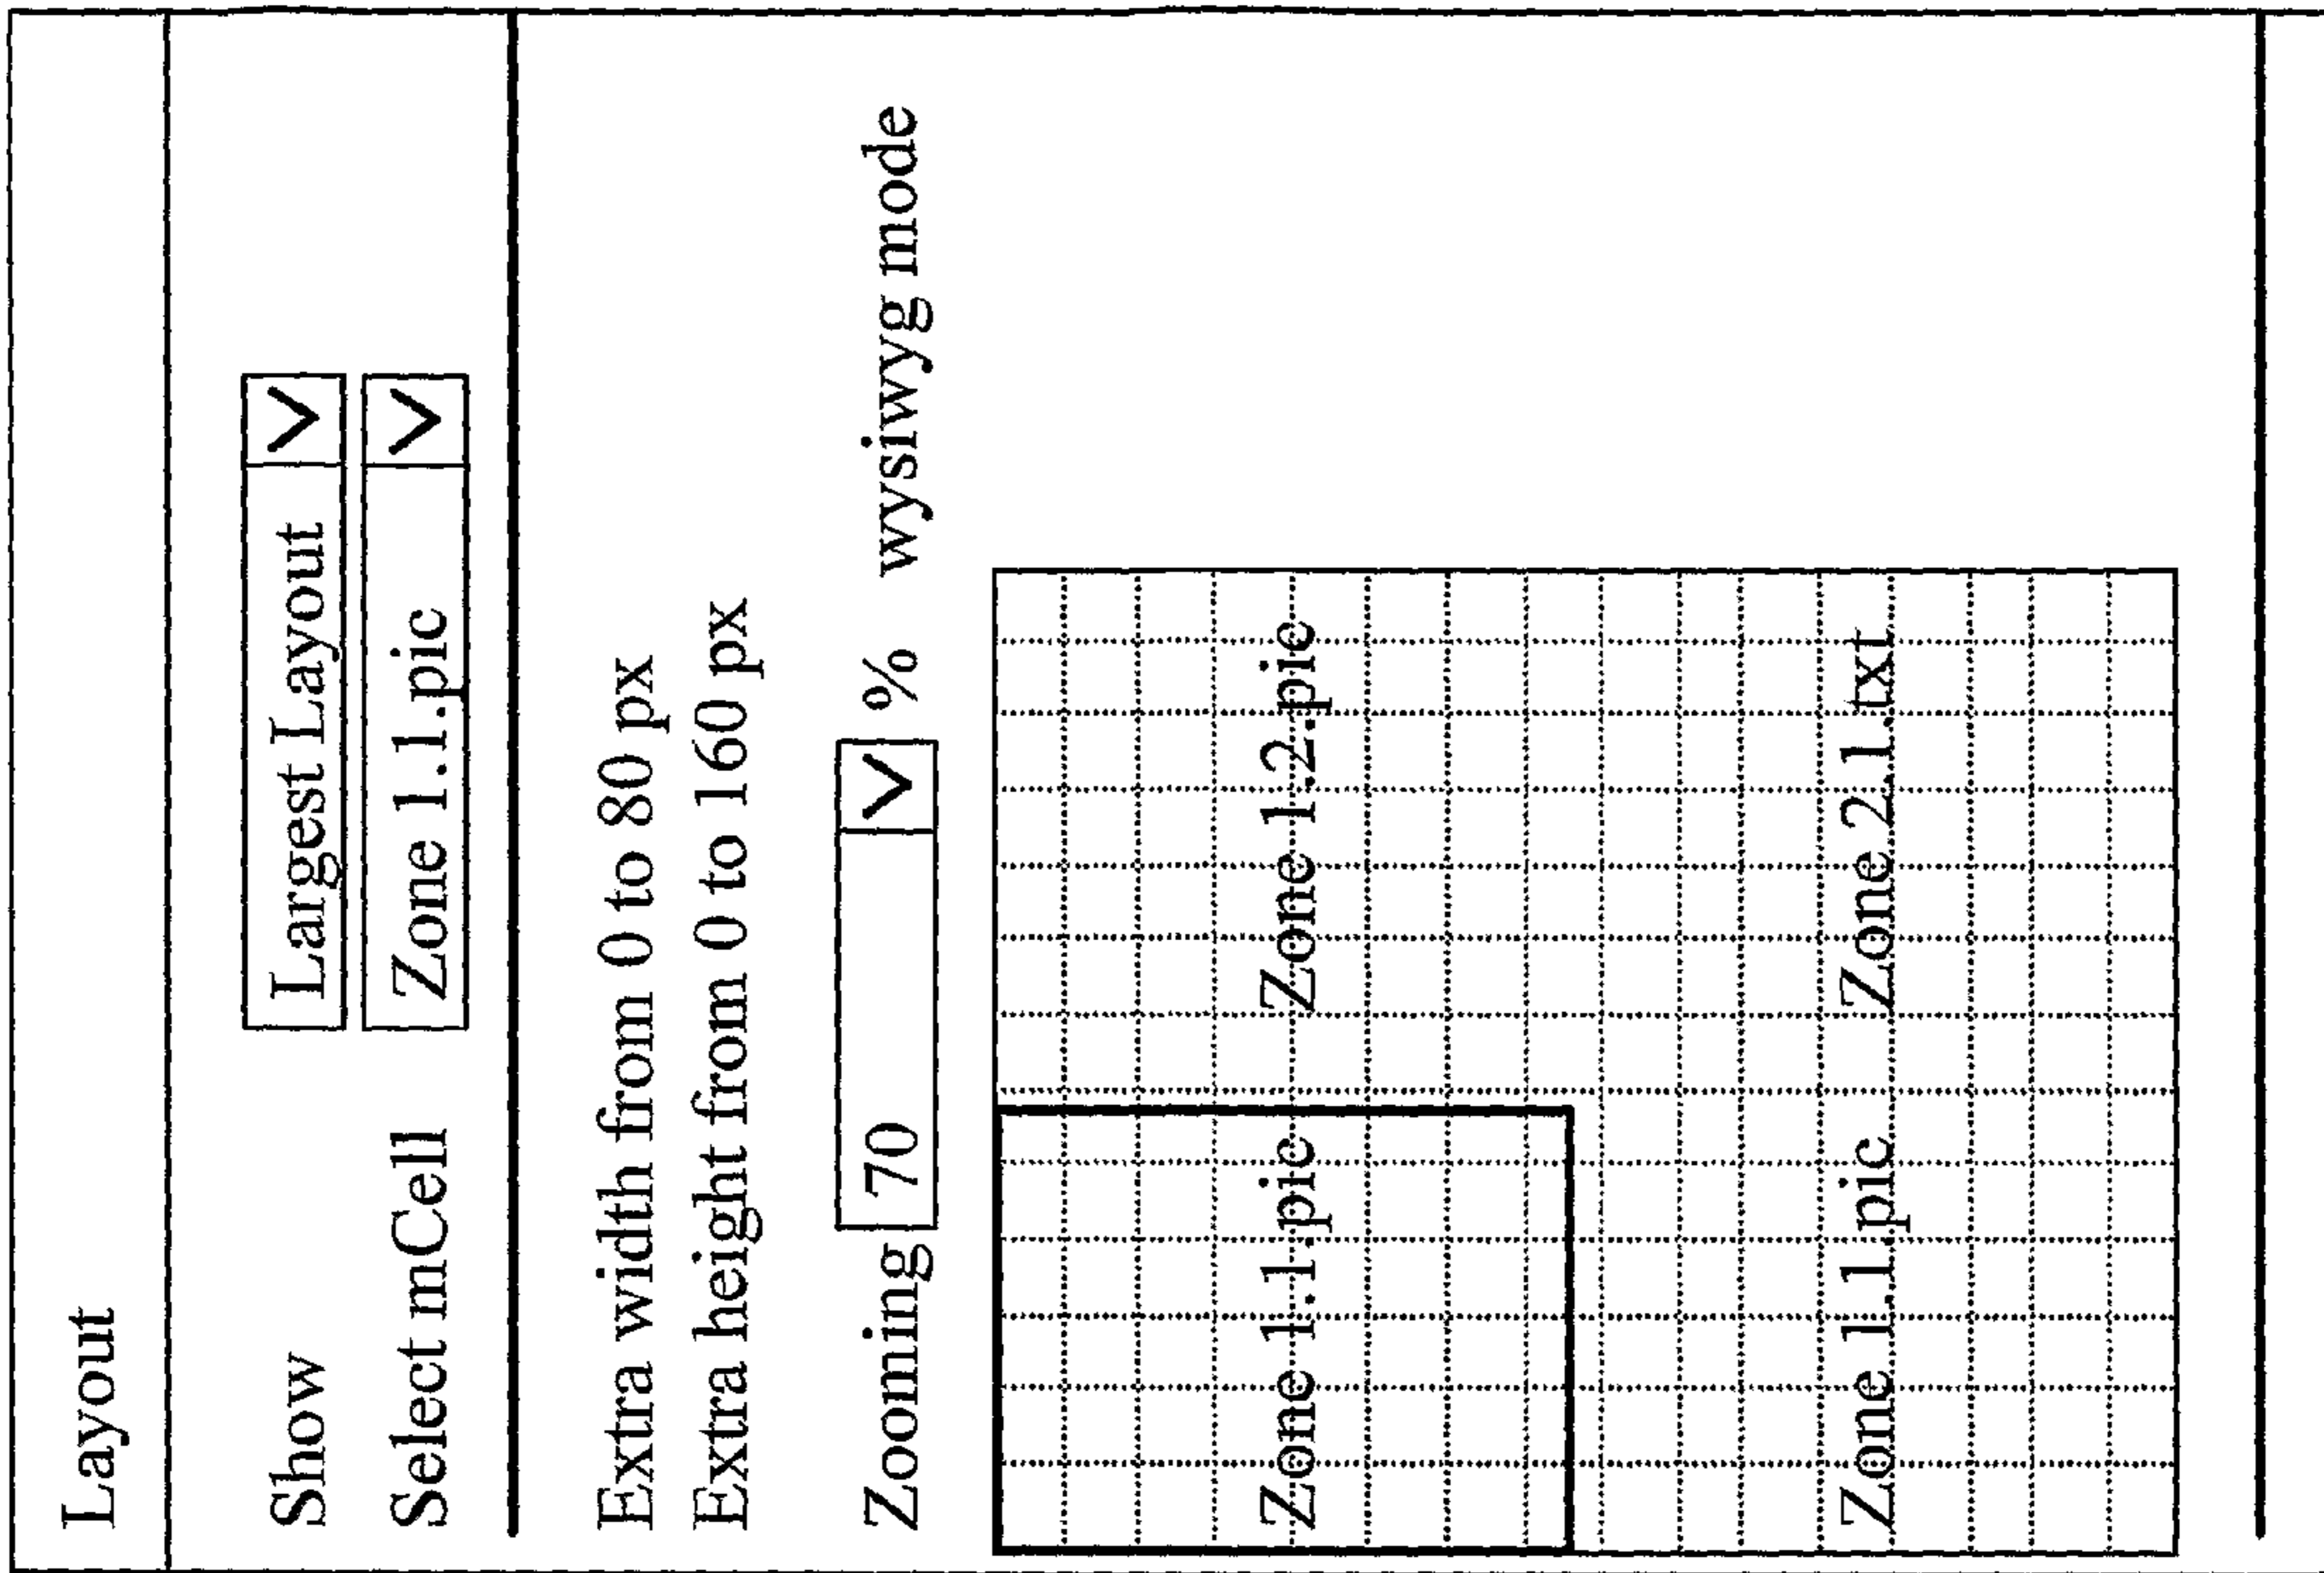 Layout
Show Largest Layout
Select mCell Zone 1.1.pic
Extra width from 0 to 80 px
Extra height from 0 to 160 px
Zooming 70 % wysiwyg mode
Zone 1.1.pic Zone 1.2.pic
Zone 1.1.pic Zone 2.1.txt